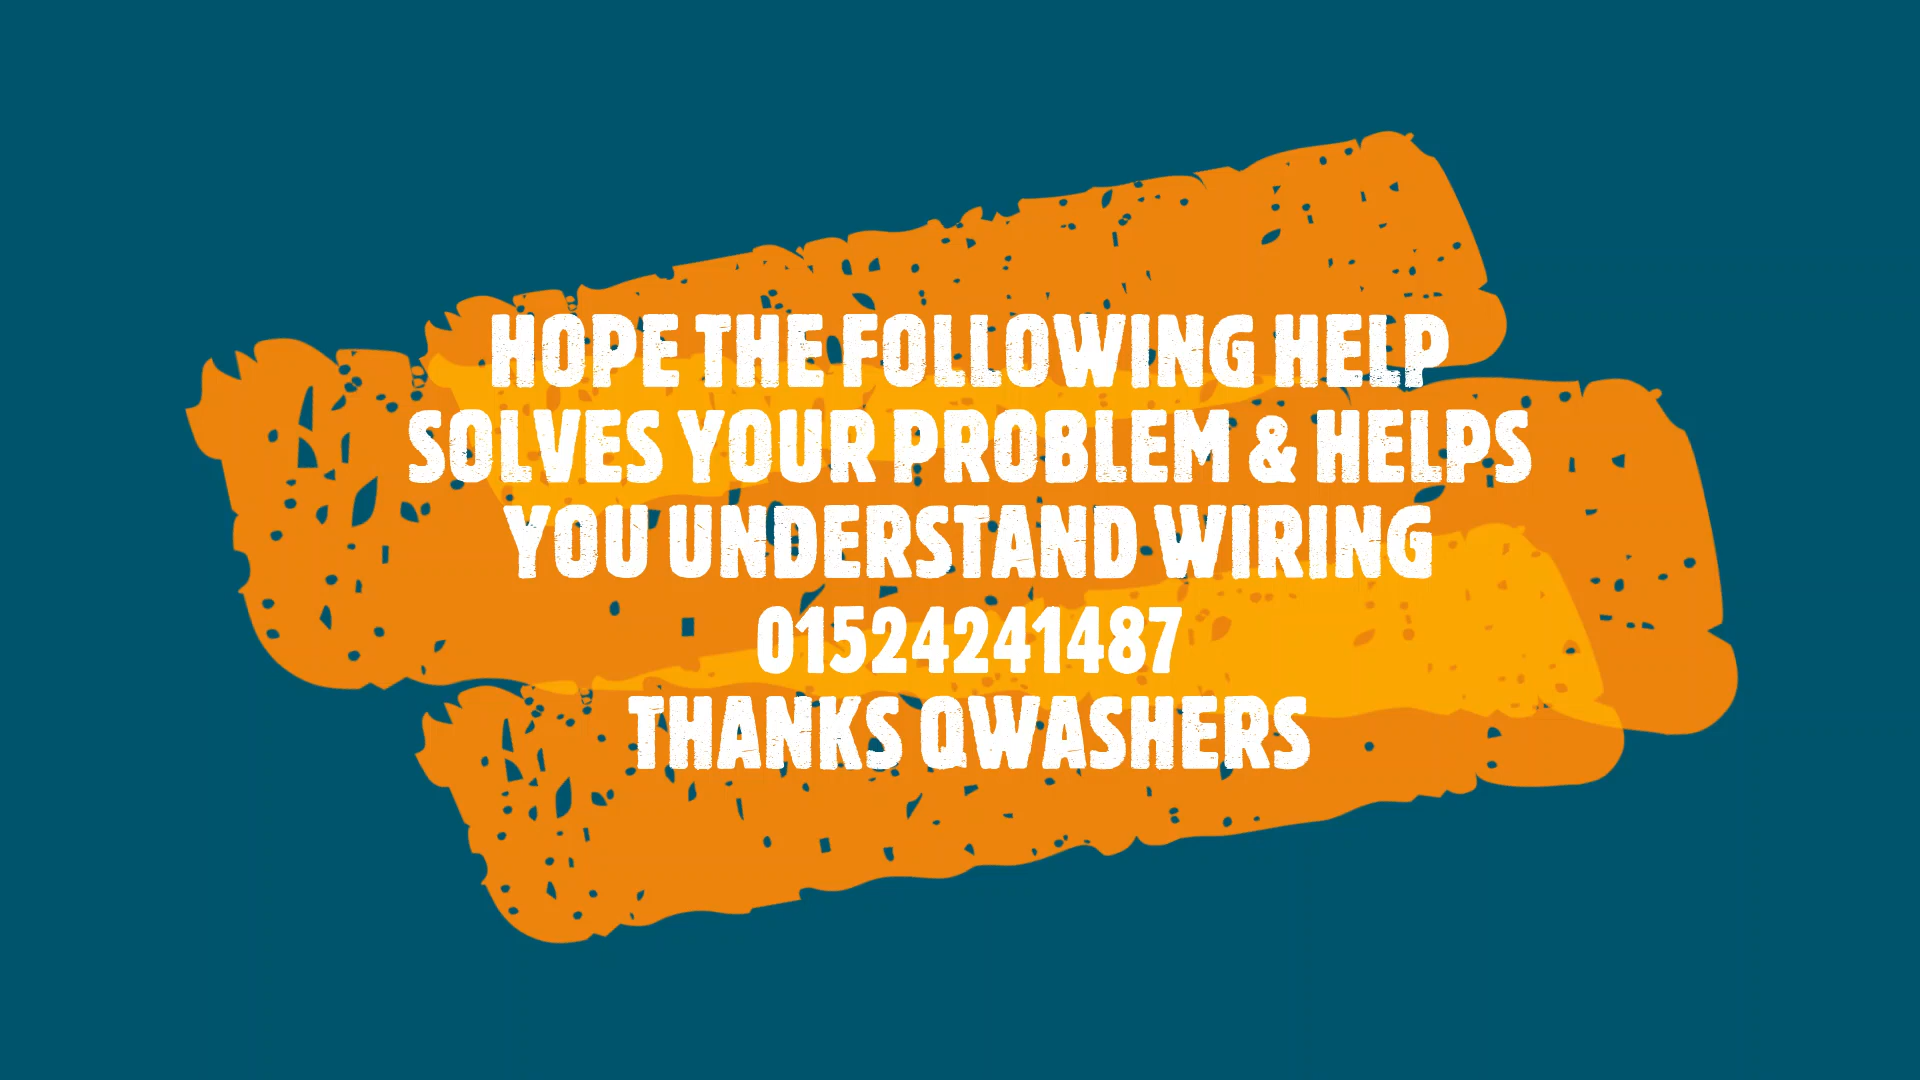 HOPE THE FOLLOWING HELP
SOLVES YOUR PROBLEM & HELPS
YOU UNDERSTAND WIRING
01524241487
THANKS QWASHERS